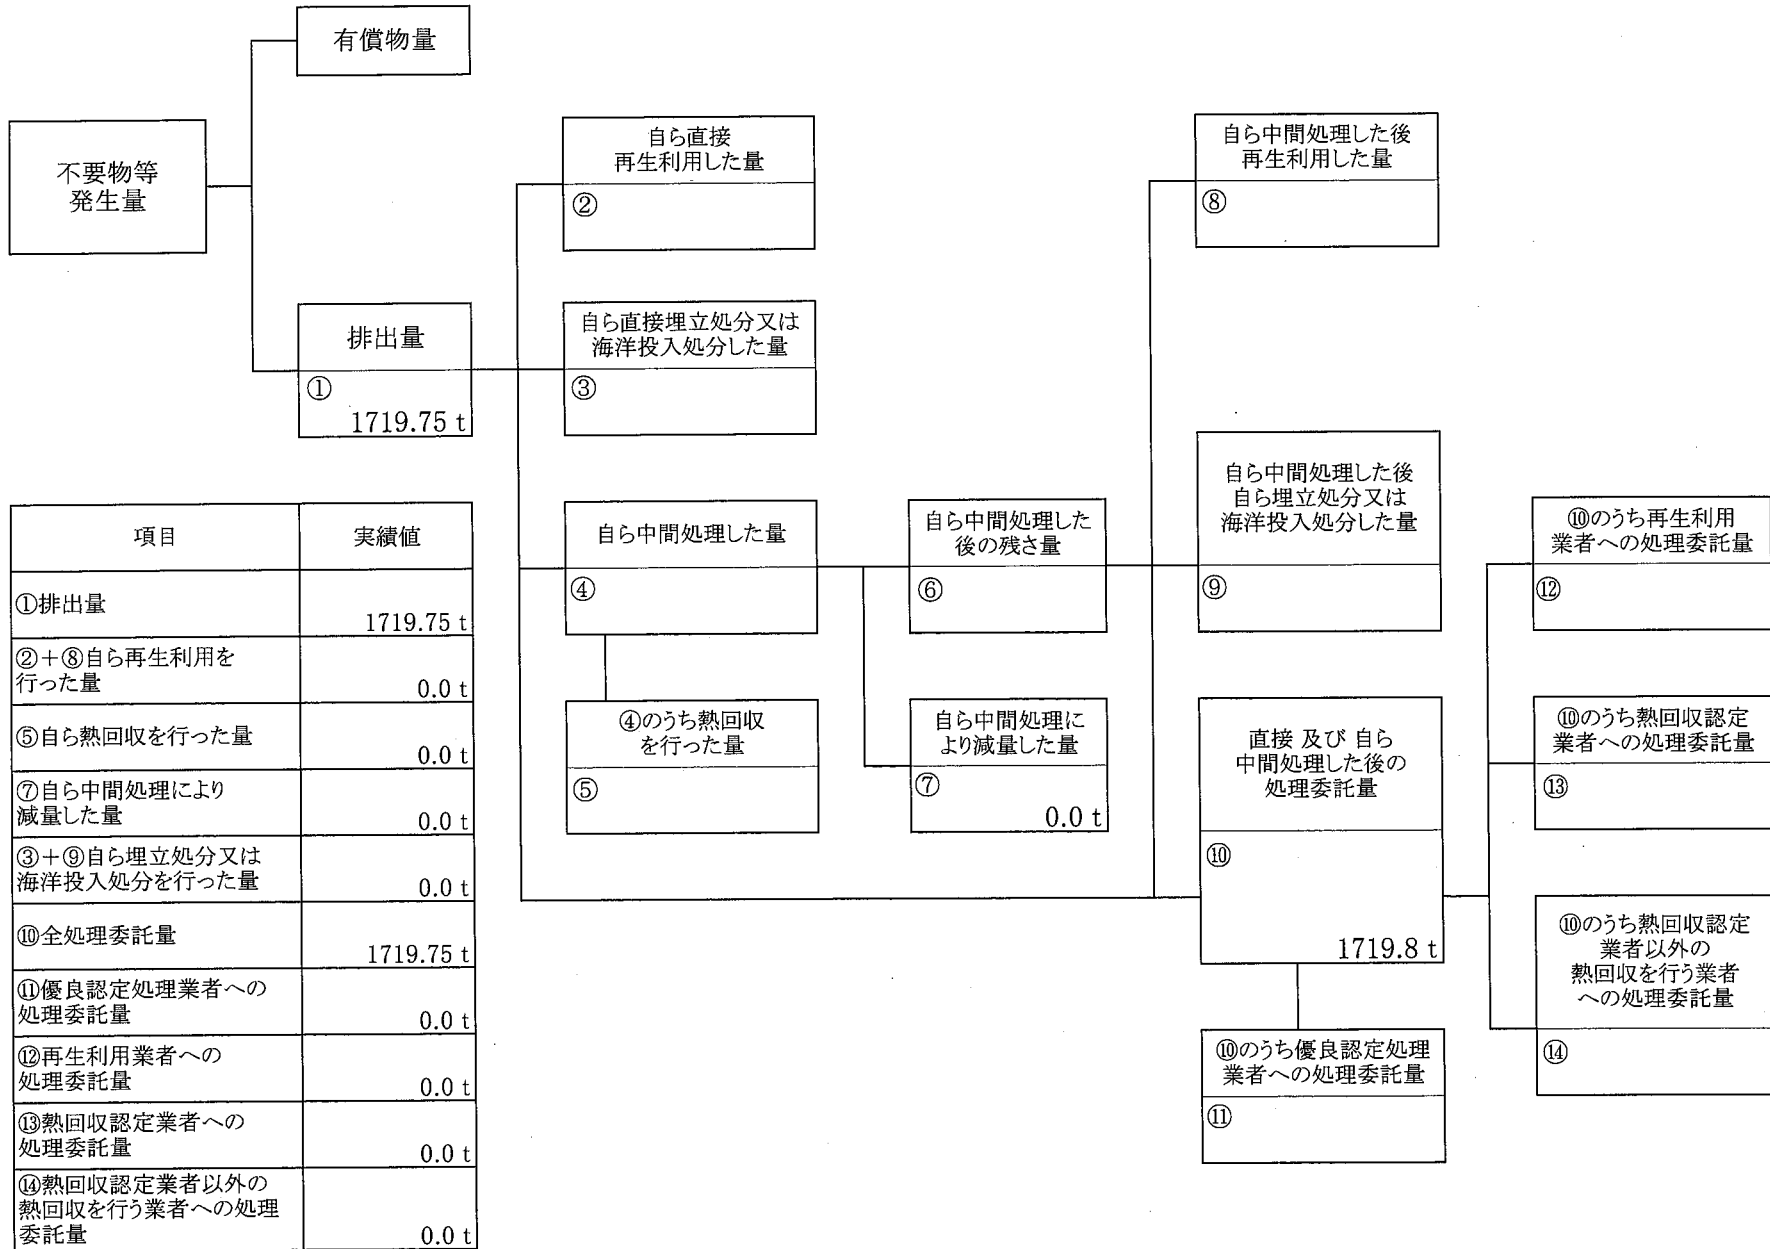 有償物量
不要物等
発生量
排出量
①
1719.75 t
自ら直接
再生利用した量
②
自ら直接埋立処分又は
海洋投入処分した量
③
自ら中間処理した量
④
④のうち熱回収
を行った量
⑤
自ら中間処理した
後の残さ量
⑥
自ら中間処理に
より減量した量
⑦
0.0 t
自ら中間処理した後
再生利用した量
⑧
自ら中間処理した後
自ら埋立処分又は
海洋投入処分した量
⑨
直接 及び 自ら
中間処理した後の
処理委託量
⑩
1719.8 t
⑩のうち優良認定処理
業者への処理委託量
⑪
⑩のうち再生利用
業者への処理委託量
⑫
⑩のうち熱回収認定
業者への処理委託量
⑬
⑩のうち熱回収認定
業者以外の
熱回収を行う業者
への処理委託量
⑭
項目 実績値
①排出量
1719.75 t
②+⑧自ら再生利用を
行った量
0.0 t
⑤自ら熱回収を行った量
0.0 t
⑦自ら中間処理により
減量した量
0.0 t
③+⑨自ら埋立処分又は
海洋投入処分を行った量
0.0 t
⑩全処理委託量
1719.75 t
⑪優良認定処理業者への
処理委託量
0.0 t
⑫再生利用業者への
処理委託量
0.0 t
⑬熱回収認定業者への
処理委託量
0.0 t
⑭熱回収認定業者以外の
熱回収を行う業者への処理
委託量
0.0 t